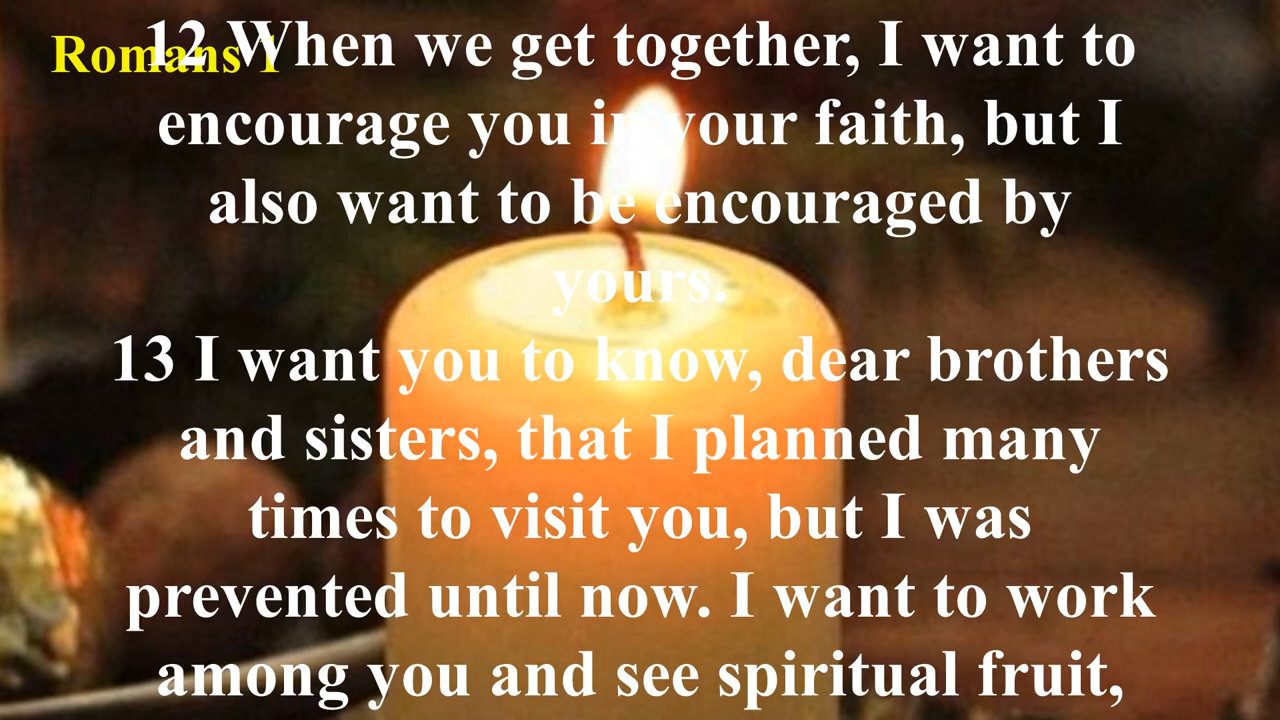 Romans 1
12 When we get together, I want to
encourage you in your faith, but I
also want to be encouraged by
yours.
13 I want you to know, dear brothers
and sisters, that I planned many
times to visit you, but I was
prevented until now. I want to work
among you and see spiritual fruit,